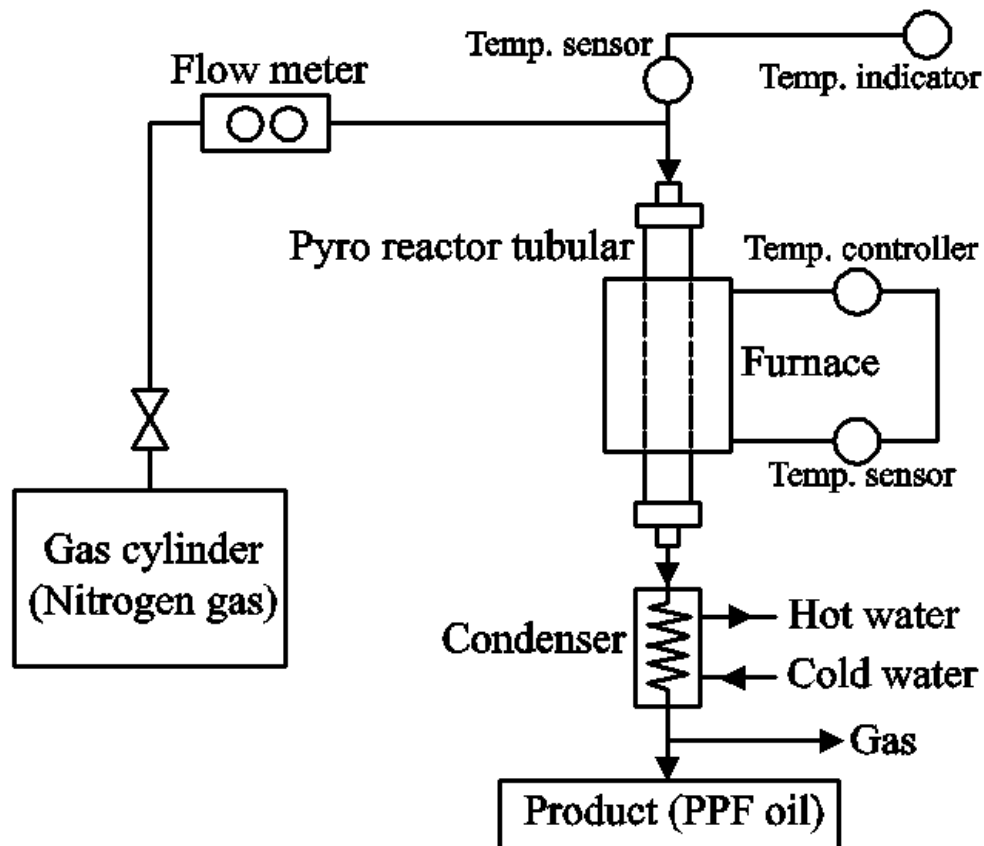 Temp. sensor
Temp. indicator
Flow meter
Pyro reactor tubular
Temp. controller
Furnace
Temp. sensor
Gas cylinder
(Nitrogen gas)
Condenser
Hot water
Cold water
Gas
Product (PPF oil)